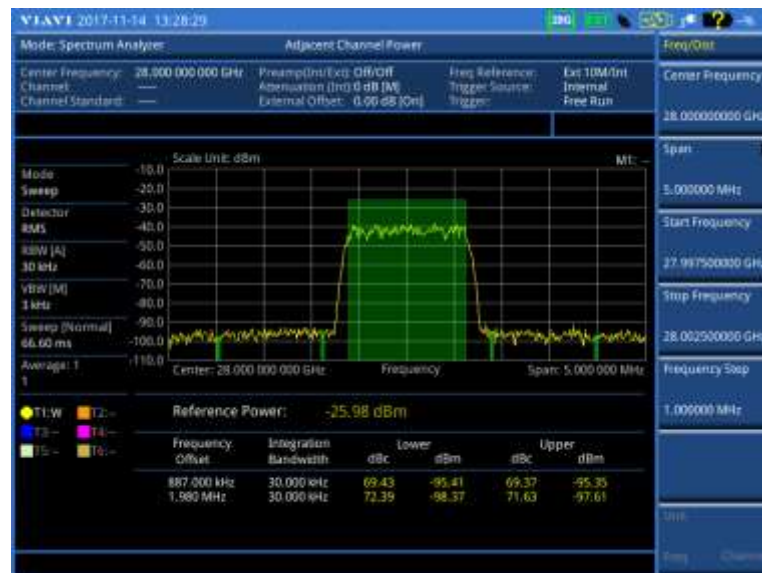 VIAVI 2017-11-14 13:28:29
Mode: Spectrum Analyzer
Adjacent Channel Power
Freq/Dist
Center Frequency: 28.000 000 000 GHz
Channel: ---
Channel Standard: ---
Preamp(Int/Ext): Off/Off
Attenuation (Int): 0 dB [M]
External Offset: 0.00 dB [On]
Freq Reference: Ext 10M/Int
Trigger Source: Internal
Trigger: Free Run
Center Frequency
28.000000000 GHz
Span
5.000000 MHz
Start Frequency
27.997500000 GHz
Stop Frequency
28.002500000 GHz
Frequency Step
1.000000 MHz
Unit
Freq
Mode
Sweep
Detector
RMS
RBW [A]
30 kHz
VBW [M]
3 kHz
Sweep [Normal]
66.60 ms
Average: 1
1
Scale Unit: dBm
M1: --
-10.0
-20.0
-30.0
-40.0
-50.0
-60.0
-70.0
-80.0
-90.0
-100.0
-110.0
Center: 28.000 000 000 GHz
Frequency
Span: 5.000 000 MHz
T1:W
T2:--
T3:--
T4:--
T5:--
T6:--
Reference Power: -25.98 dBm
Frequency Offset
Integration Bandwidth
Lower
Upper
dBc dBm dBc dBm
887.000 kHz 30.000 kHz 69.43 -95.41 69.37 -95.35
1.980 MHz 30.000 kHz 72.39 -98.37 71.63 -97.61